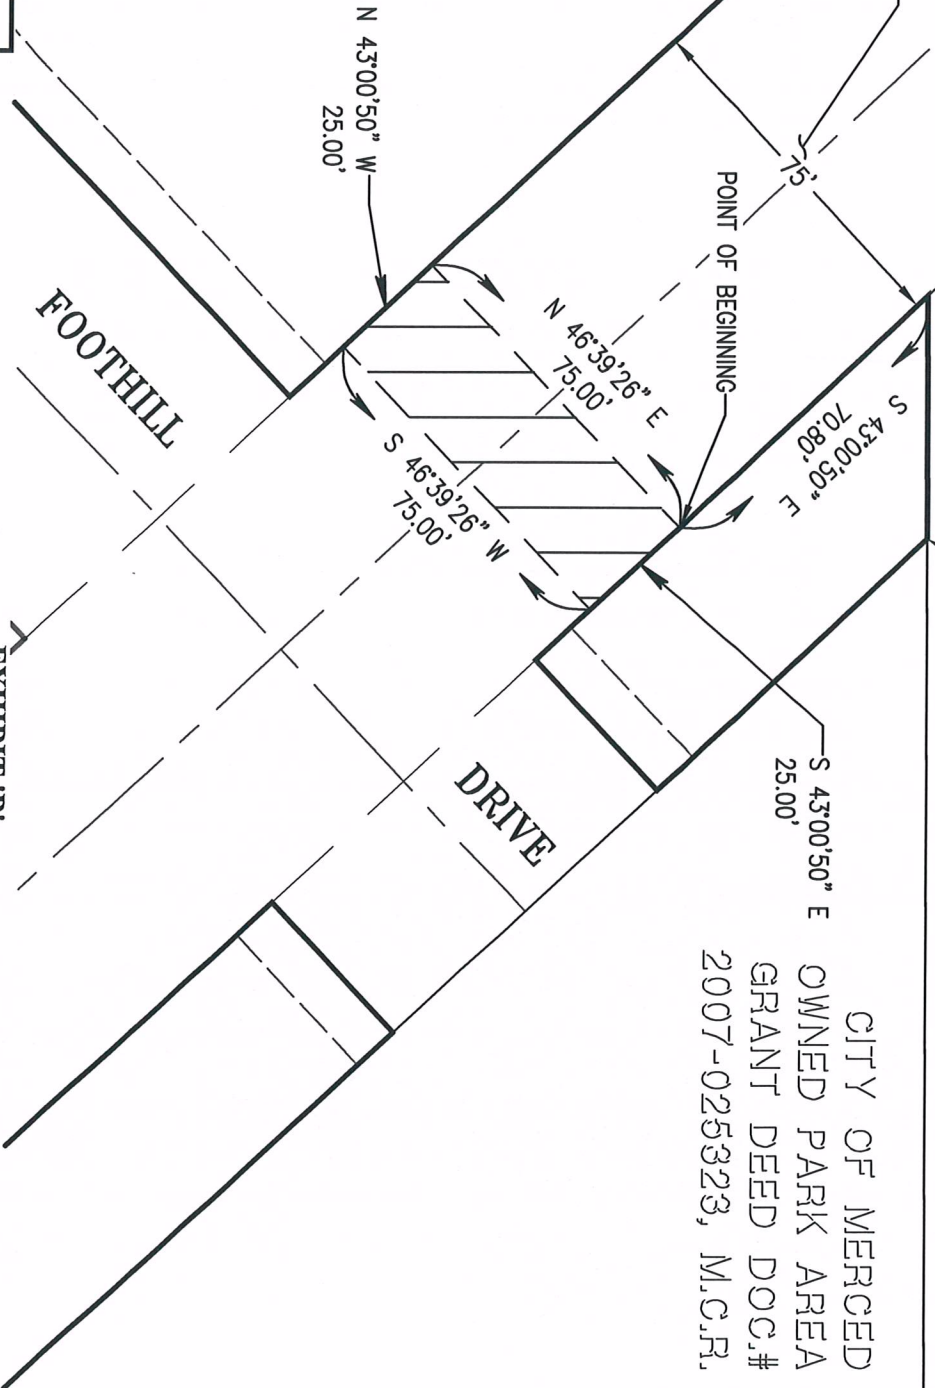 N 43°00'50" W
25.00'
75'
POINT OF BEGINNING
N 46°39'26" E
75.00'
S 43°00'50" E
70.80'
FOOTHILL
S 46°39'26" W
75.00'
S 43°00'50" E
25.00'
DRIVE
CITY OF MERCED
OWNED PARK AREA
GRANT DEED DOC.#
2007-025323, M.C.R.